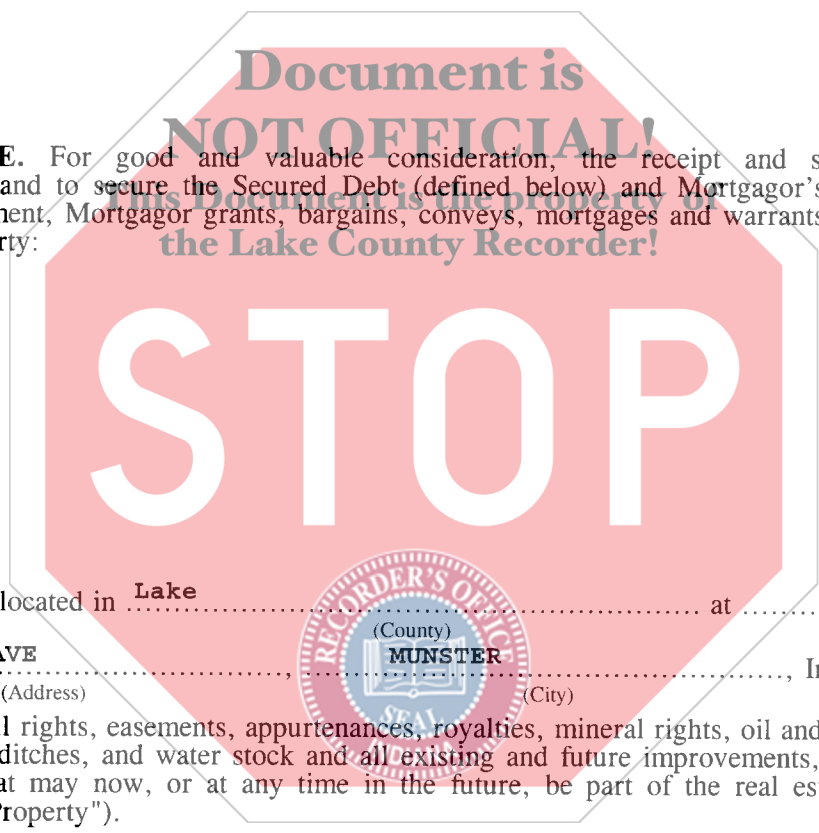 Document is
NOT OFFICIAL!
E. For good and valuable consideration, the receipt and s
and to secure the Secured Debt (defined below) and Mortgagor's
This Document is the property of
ent, Mortgagor grants, bargains, conveys, mortgages and warrants
rty:
the Lake County Recorder!
STOP
located in Lake at
(County)
AVE, MUNSTER, In
(Address) (City)
RECORDER'S OFFICE
SEAL
INDIANA
l rights, easements, appurtenances, royalties, mineral rights, oil and
ditches, and water stock and all existing and future improvements,
at may now, or at any time in the future, be part of the real est
Property").